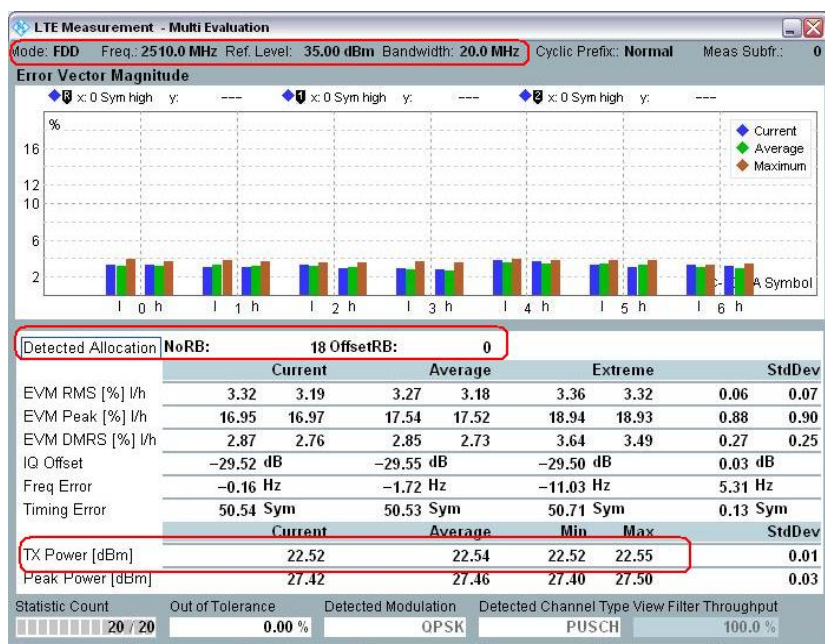 LTE Measurement - Multi Evaluation
Mode: FDD Freq.: 2510.0 MHz Ref. Level: 35.00 dBm Bandwidth: 20.0 MHz Cyclic Prefix: Normal Meas Subfr.: 0
Error Vector Magnitude
R x: 0 Sym high y: --- 1 x: 0 Sym high y: --- 2 x: 0 Sym high y: ---
%
Current
Average
Maximum
16
12
10
6
2
A Symbol
l 0 h l 1 h l 2 h l 3 h l 4 h l 5 h l 6 h
Detected Allocation NoRB: 18 OffsetRB: 0
Current Average Extreme StdDev
EVM RMS [%] l/h 3.32 3.19 3.27 3.18 3.36 3.32 0.06 0.07
EVM Peak [%] l/h 16.95 16.97 17.54 17.52 18.94 18.93 0.88 0.90
EVM DMRS [%] l/h 2.87 2.76 2.85 2.73 3.64 3.49 0.27 0.25
IQ Offset −29.52 dB −29.55 dB −29.50 dB 0.03 dB
Freq Error −0.16 Hz −1.72 Hz −11.03 Hz 5.31 Hz
Timing Error 50.54 Sym 50.53 Sym 50.71 Sym 0.13 Sym
Current Average Min Max StdDev
TX Power [dBm] 22.52 22.54 22.52 22.55 0.01
Peak Power [dBm] 27.42 27.46 27.40 27.50 0.03
Statistic Count Out of Tolerance Detected Modulation Detected Channel Type View Filter Throughput
20 / 20 0.00 % QPSK PUSCH 100.0 %